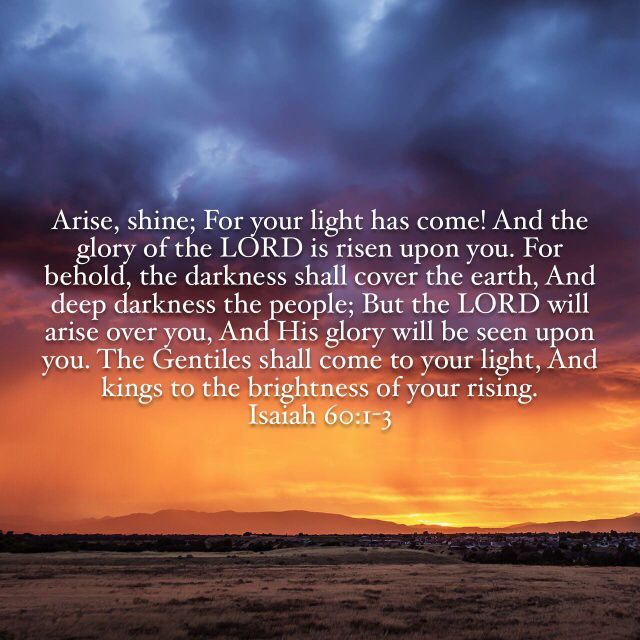 Arise, shine; For your light has come! And the
glory of the LORD is risen upon you. For
behold, the darkness shall cover the earth, And
deep darkness the people; But the LORD will
arise over you, And His glory will be seen upon
you. The Gentiles shall come to your light, And
kings to the brightness of your rising.
Isaiah 60:1-3